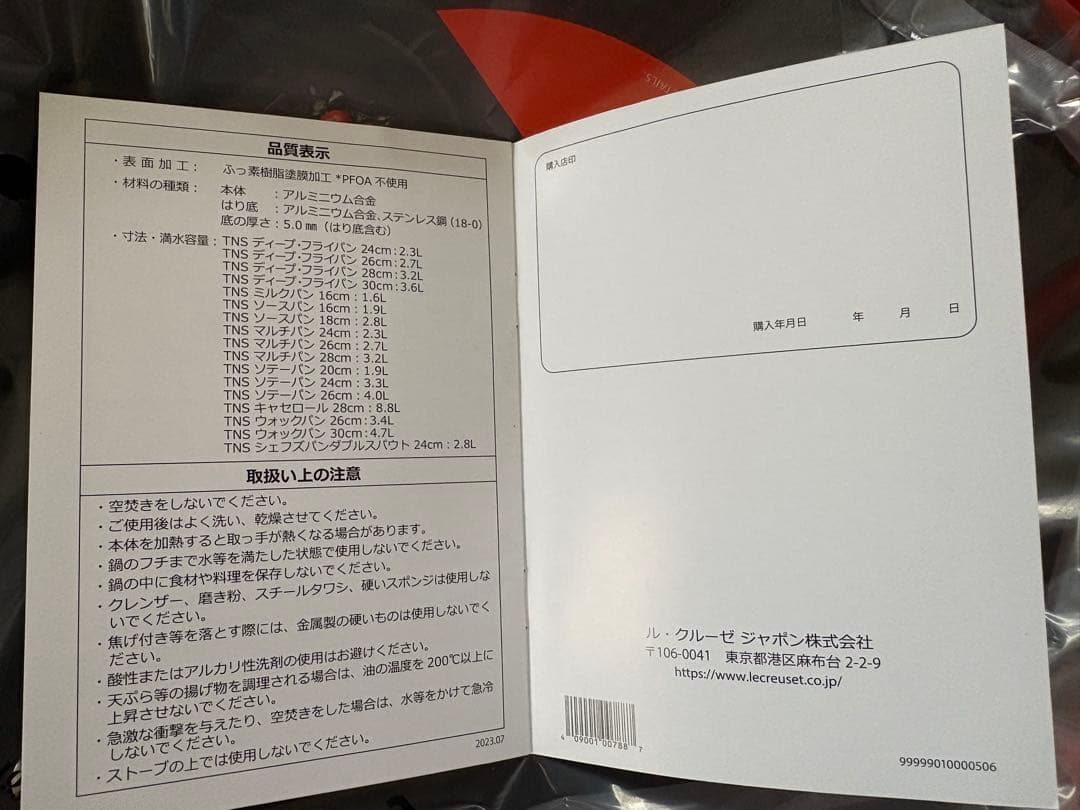 品質表示
・表面加工： ふっ素樹脂塗膜加工 *PFOA 不使用
・材料の種類： 本体 ：アルミニウム合金
はり底 ：アルミニウム合金、ステンレス鋼（18-0）
底の厚さ：5.0 ㎜（はり底含む）
・寸法・満水容量：TNS ディープ・フライパン 24cm：2.3L
TNS ディープ・フライパン 26cm：2.7L
TNS ディープ・フライパン 28cm：3.2L
TNS ディープ・フライパン 30cm：3.6L
TNS ミルクパン 16cm：1.6L
TNS ソースパン 16cm：1.9L
TNS ソースパン 18cm：2.8L
TNS マルチパン 24cm：2.3L
TNS マルチパン 26cm：2.7L
TNS マルチパン 28cm：3.2L
TNS ソテーパン 20cm：1.9L
TNS ソテーパン 24cm：3.3L
TNS ソテーパン 26cm：4.0L
TNS キャセロール 28cm：8.8L
TNS ウォックパン 26cm：3.4L
TNS ウォックパン 30cm：4.7L
TNS シェフズパンダブルスパウト 24cm：2.8L
取扱い上の注意
・空焚きをしないでください。
・ご使用後はよく洗い、乾燥させてください。
・本体を加熱すると取っ手が熱くなる場合があります。
・鍋のフチまで水等を満たした状態で使用しないでください。
・鍋の中に食材や料理を保存しないでください。
・クレンザー、磨き粉、スチールタワシ、硬いスポンジは使用しな
いでください。
・焦げ付き等を落とす際には、金属製の硬いものは使用しないでく
ださい。
・酸性またはアルカリ性洗剤の使用はお避けください。
・天ぷら等の揚げ物を調理される場合は、油の温度を 200℃以上に
上昇させないでください。
・急激な衝撃を与えたり、空焚きをした場合は、水等をかけて急冷
しないでください。
・ストーブの上では使用しないでください。
2023.07
購入店印
購入年月日 年 月 日
ル・クルーゼ ジャポン株式会社
〒106-0041 東京都港区麻布台 2-2-9
https://www.lecreuset.co.jp/
4 09001 00788 7
99999010000506